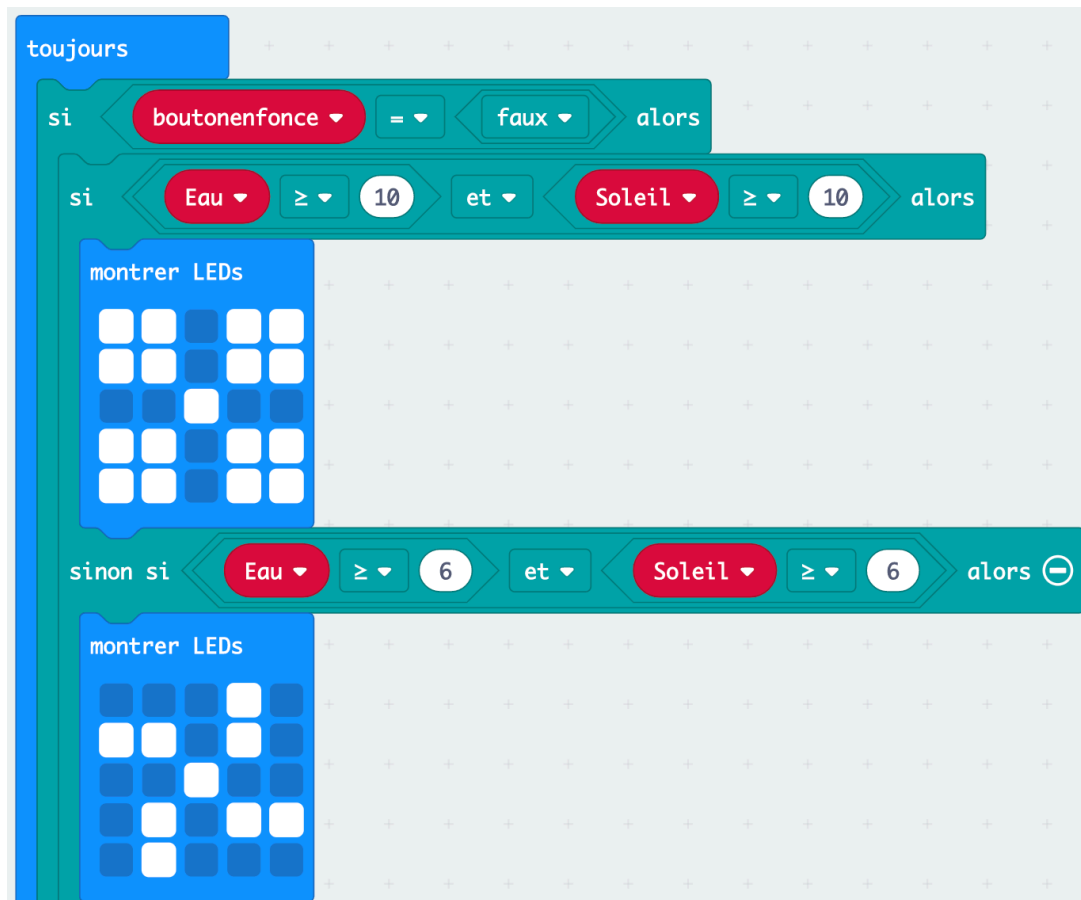 toujours
si boutonenfonce = faux alors
si Eau ≥ 10 et Soleil ≥ 10 alors
montrer LEDs
sinon si Eau ≥ 6 et Soleil ≥ 6 alors
montrer LEDs